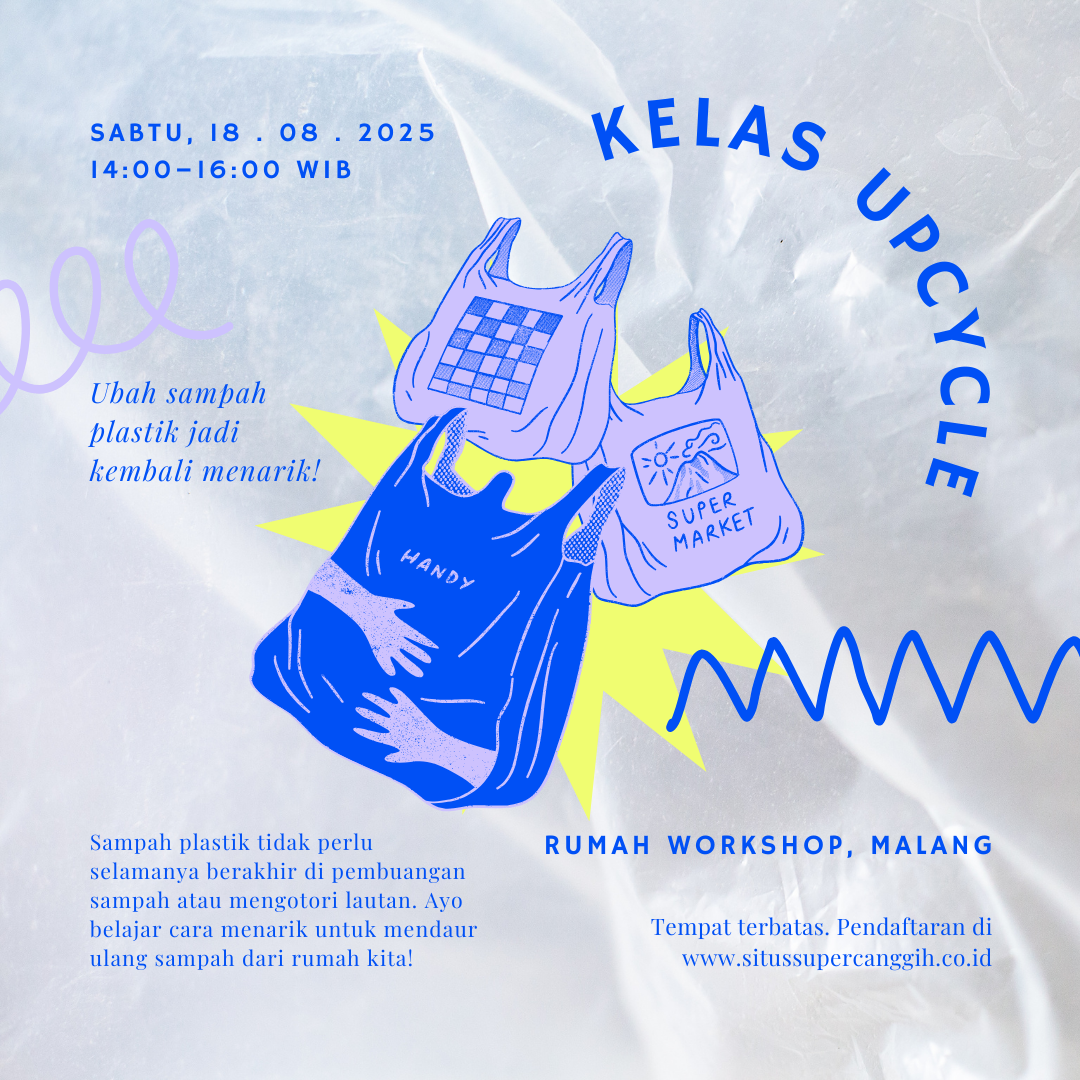 SABTU, 18 . 08 . 2025
14:00–16:00 WIB
KELAS UPCYCLE
Ubah sampah
plastik jadi
kembali menarik!
SUPER
MARKET
HANDY
Sampah plastik tidak perlu
selamanya berakhir di pembuangan
sampah atau mengotori lautan. Ayo
belajar cara menarik untuk mendaur
ulang sampah dari rumah kita!
RUMAH WORKSHOP, MALANG
Tempat terbatas. Pendaftaran di
www.situssupercanggih.co.id